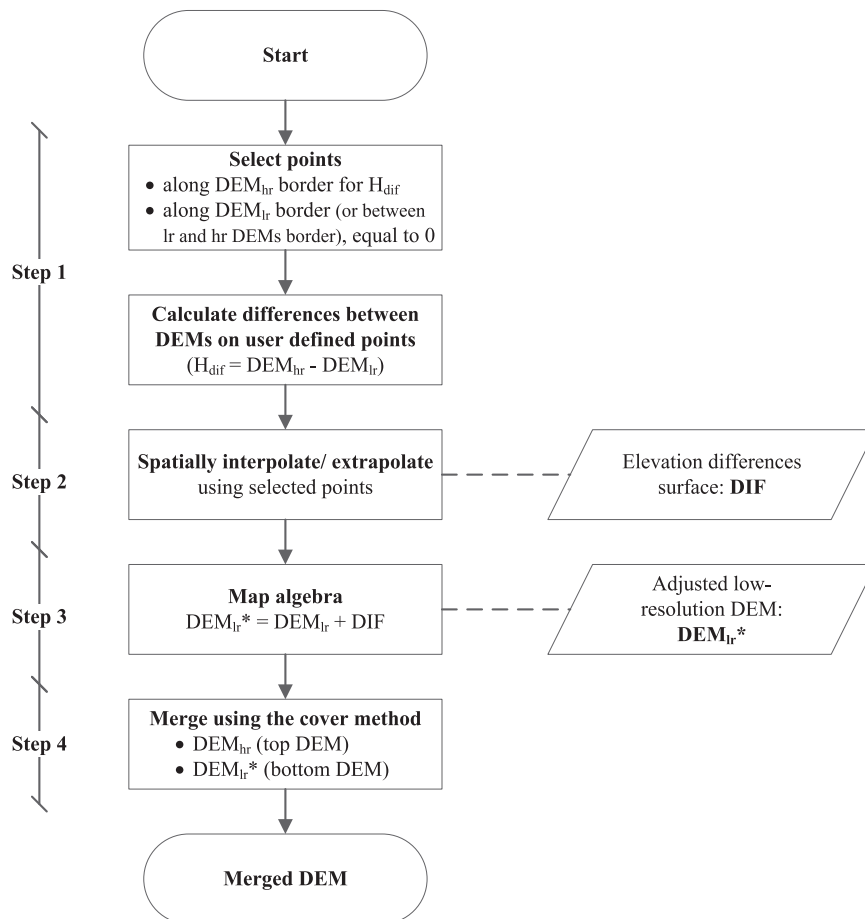 Start
Step 1
Select points
• along DEMhr border for Hdif
• along DEMlr border (or between
lr and hr DEMs border), equal to 0
Calculate differences between
DEMs on user defined points
(Hdif = DEMhr - DEMlr)
Step 2
Spatially interpolate/ extrapolate
using selected points
Elevation differences
surface: DIF
Step 3
Map algebra
DEMlr* = DEMlr + DIF
Adjusted low-
resolution DEM:
DEMlr*
Step 4
Merge using the cover method
• DEMhr (top DEM)
• DEMlr* (bottom DEM)
Merged DEM